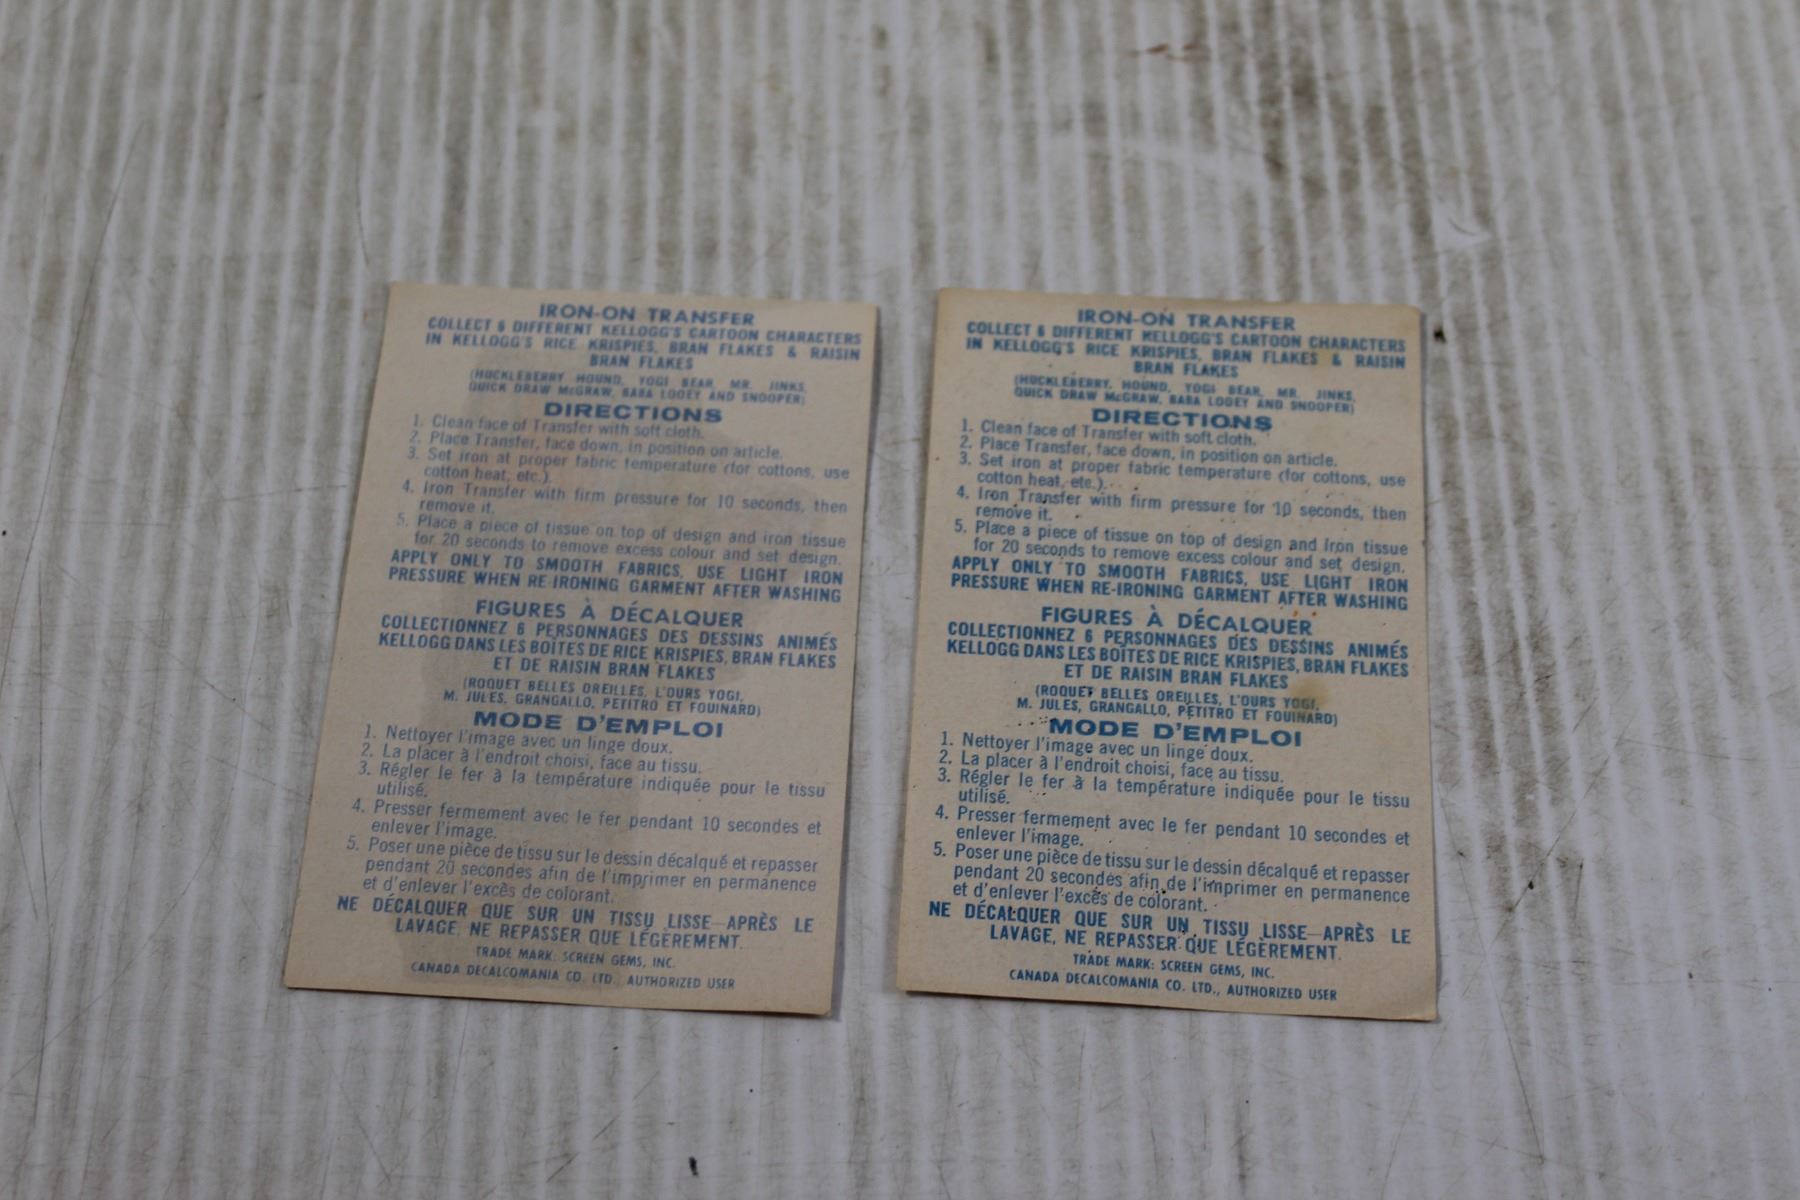 IRON-ON TRANSFER
COLLECT 6 DIFFERENT KELLOGG'S CARTOON CHARACTERS
IN KELLOGG'S RICE KRISPIES, BRAN FLAKES & RAISIN
BRAN FLAKES
(HUCKLEBERRY HOUND, YOGI BEAR, MR. JINKS,
QUICK DRAW McGRAW, BABA LOOEY AND SNOOPER)
DIRECTIONS
1. Clean face of Transfer with soft cloth.
2. Place Transfer, face down, in position on article.
3. Set iron at proper fabric temperature (for cottons, use
cotton heat, etc.).
4. Iron Transfer with firm pressure for 10 seconds, then
remove it.
5. Place a piece of tissue on top of design and iron tissue
for 20 seconds to remove excess colour and set design.
APPLY ONLY TO SMOOTH FABRICS, USE LIGHT IRON
PRESSURE WHEN RE-IRONING GARMENT AFTER WASHING
FIGURES À DÉCALQUER
COLLECTIONNEZ 6 PERSONNAGES DES DESSINS ANIMÉS
KELLOGG DANS LES BOÎTES DE RICE KRISPIES, BRAN FLAKES
ET DE RAISIN BRAN FLAKES
(ROQUET BELLES OREILLES, L'OURS YOGI,
M. JULES, GRANGALLO, PETITRO ET FOUINARD)
MODE D'EMPLOI
1. Nettoyer l'image avec un linge doux.
2. La placer à l'endroit choisi, face au tissu.
3. Régler le fer à la température indiquée pour le tissu
utilisé.
4. Presser fermement avec le fer pendant 10 secondes et
enlever l'image.
5. Poser une pièce de tissu sur le dessin décalqué et repasser
pendant 20 secondes afin de l'imprimer en permanence
et d'enlever l'excès de colorant.
NE DÉCALQUER QUE SUR UN TISSU LISSE—APRÈS LE
LAVAGE, NE REPASSER QUE LÉGÈREMENT.
TRADE MARK: SCREEN GEMS, INC.
CANADA DECALCOMANIA CO. LTD., AUTHORIZED USER
IRON-ON TRANSFER
COLLECT 6 DIFFERENT KELLOGG'S CARTOON CHARACTERS
IN KELLOGG'S RICE KRISPIES, BRAN FLAKES & RAISIN
BRAN FLAKES
(HUCKLEBERRY HOUND, YOGI BEAR, MR. JINKS,
QUICK DRAW McGRAW, BABA LOOEY AND SNOOPER)
DIRECTIONS
1. Clean face of Transfer with soft cloth.
2. Place Transfer, face down, in position on article.
3. Set iron at proper fabric temperature (for cottons, use
cotton heat, etc.).
4. Iron Transfer with firm pressure for 10 seconds, then
remove it.
5. Place a piece of tissue on top of design and iron tissue
for 20 seconds to remove excess colour and set design.
APPLY ONLY TO SMOOTH FABRICS, USE LIGHT IRON
PRESSURE WHEN RE-IRONING GARMENT AFTER WASHING
FIGURES À DÉCALQUER
COLLECTIONNEZ 6 PERSONNAGES DES DESSINS ANIMÉS
KELLOGG DANS LES BOÎTES DE RICE KRISPIES, BRAN FLAKES
ET DE RAISIN BRAN FLAKES
(ROQUET BELLES OREILLES, L'OURS YOGI,
M. JULES, GRANGALLO, PETITRO ET FOUINARD)
MODE D'EMPLOI
1. Nettoyer l'image avec un linge doux.
2. La placer à l'endroit choisi, face au tissu.
3. Régler le fer à la température indiquée pour le tissu
utilisé.
4. Presser fermement avec le fer pendant 10 secondes et
enlever l'image.
5. Poser une pièce de tissu sur le dessin décalqué et repasser
pendant 20 secondes afin de l'imprimer en permanence
et d'enlever l'excès de colorant.
NE DÉCALQUER QUE SUR UN TISSU LISSE—APRÈS LE
LAVAGE, NE REPASSER QUE LÉGÈREMENT.
TRADE MARK: SCREEN GEMS, INC.
CANADA DECALCOMANIA CO. LTD., AUTHORIZED USER